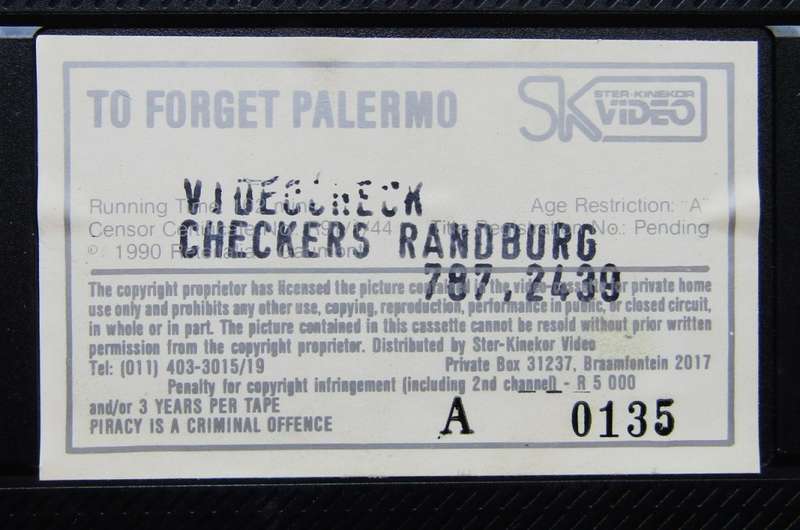 TO FORGET PALERMO
SK STER-KINEKOR VIDEO
VIDEOCHECK
Running Time: 102 mins Age Restriction: "A"
Censor Certificate No. Title Registration No.: Pending
CHECKERS RANDBURG
© 1990
787.2439
The copyright proprietor has licensed the picture contained in the video-cassette for private home
use only and prohibits any other use, copying, reproduction, performance in public, or closed circuit,
in whole or in part. The picture contained in this cassette cannot be resold without prior written
permission from the copyright proprietor. Distributed by Ster-Kinekor Video
Tel: (011) 403-3015/19 Private Box 31237, Braamfontein 2017
Penalty for copyright infringement (including 2nd channel) - R 5 000
and/or 3 YEARS PER TAPE
PIRACY IS A CRIMINAL OFFENCE
A 0135